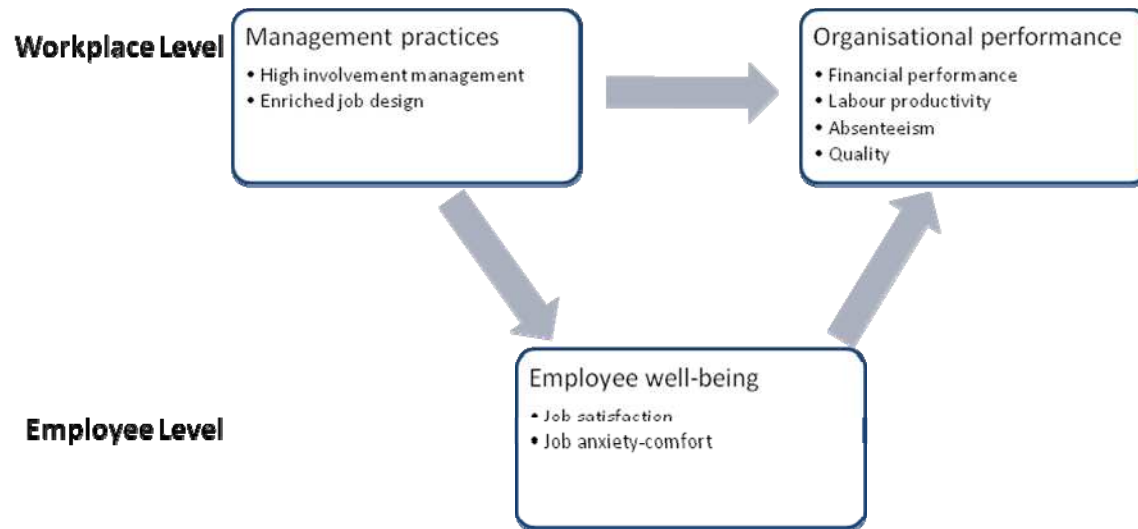 Workplace Level
Management practices
• High involvement management
• Enriched job design
Organisational performance
• Financial performance
• Labour productivity
• Absenteeism
• Quality
Employee Level
Employee well-being
• Job satisfaction
• Job anxiety-comfort